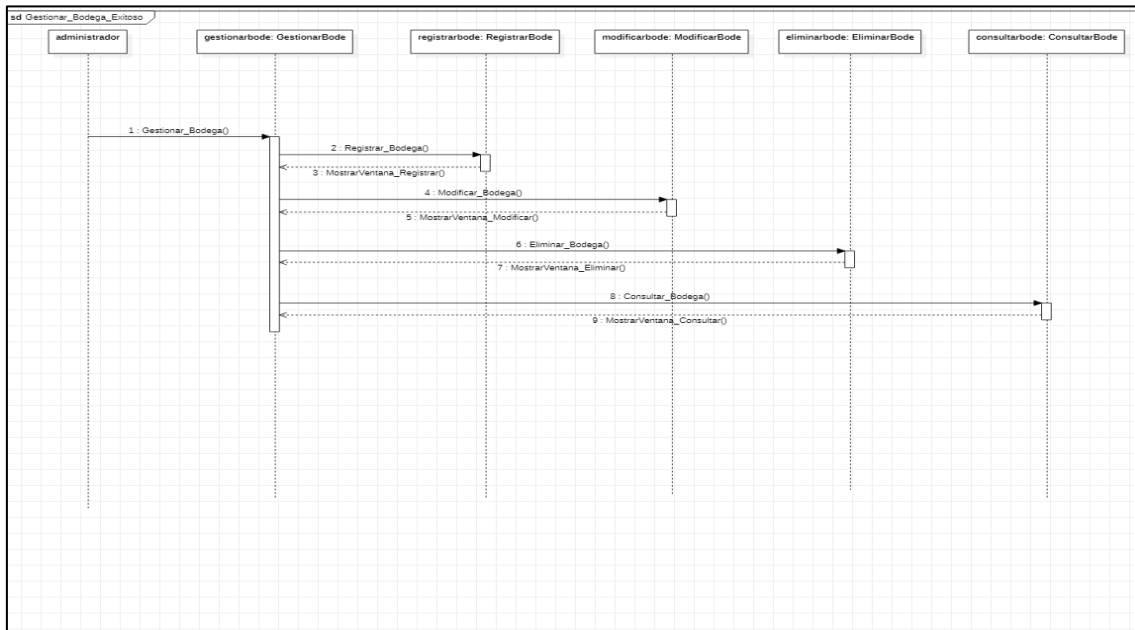 sd Gestionar_Bodega_Exitoso
administrador
gestionarbode: GestionarBode
registrarbode: RegistrarBode
modificarbode: ModificarBode
eliminarbode: EliminarBode
consultarbode: ConsultarBode
1 : Gestionar_Bodega()
2 : Registrar_Bodega()
3 : MostrarVentana_Registrar()
4 : Modificar_Bodega()
5 : MostrarVentana_Modificar()
6 : Eliminar_Bodega()
7 : MostrarVentana_Eliminar()
8 : Consultar_Bodega()
9 : MostrarVentana_Consultar()